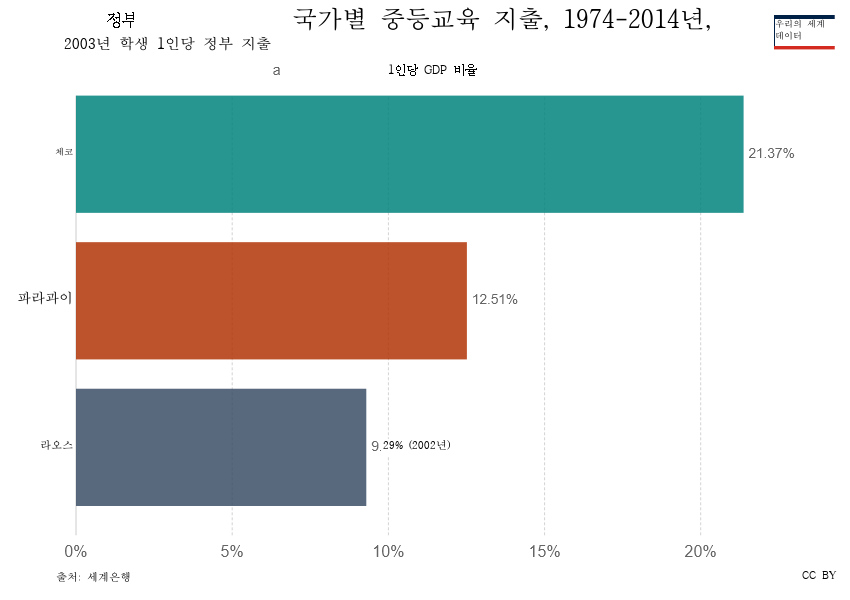 정부
국가별 중등교육 지출, 1974-2014년,
2003년 학생 1인당 정부 지출
a 1인당 GDP 비율
우리의 세계
데이터
체코
21.37%
파라과이
12.51%
라오스
9.29% (2002년)
0% 5% 10% 15% 20%
출처: 세계은행
CC BY